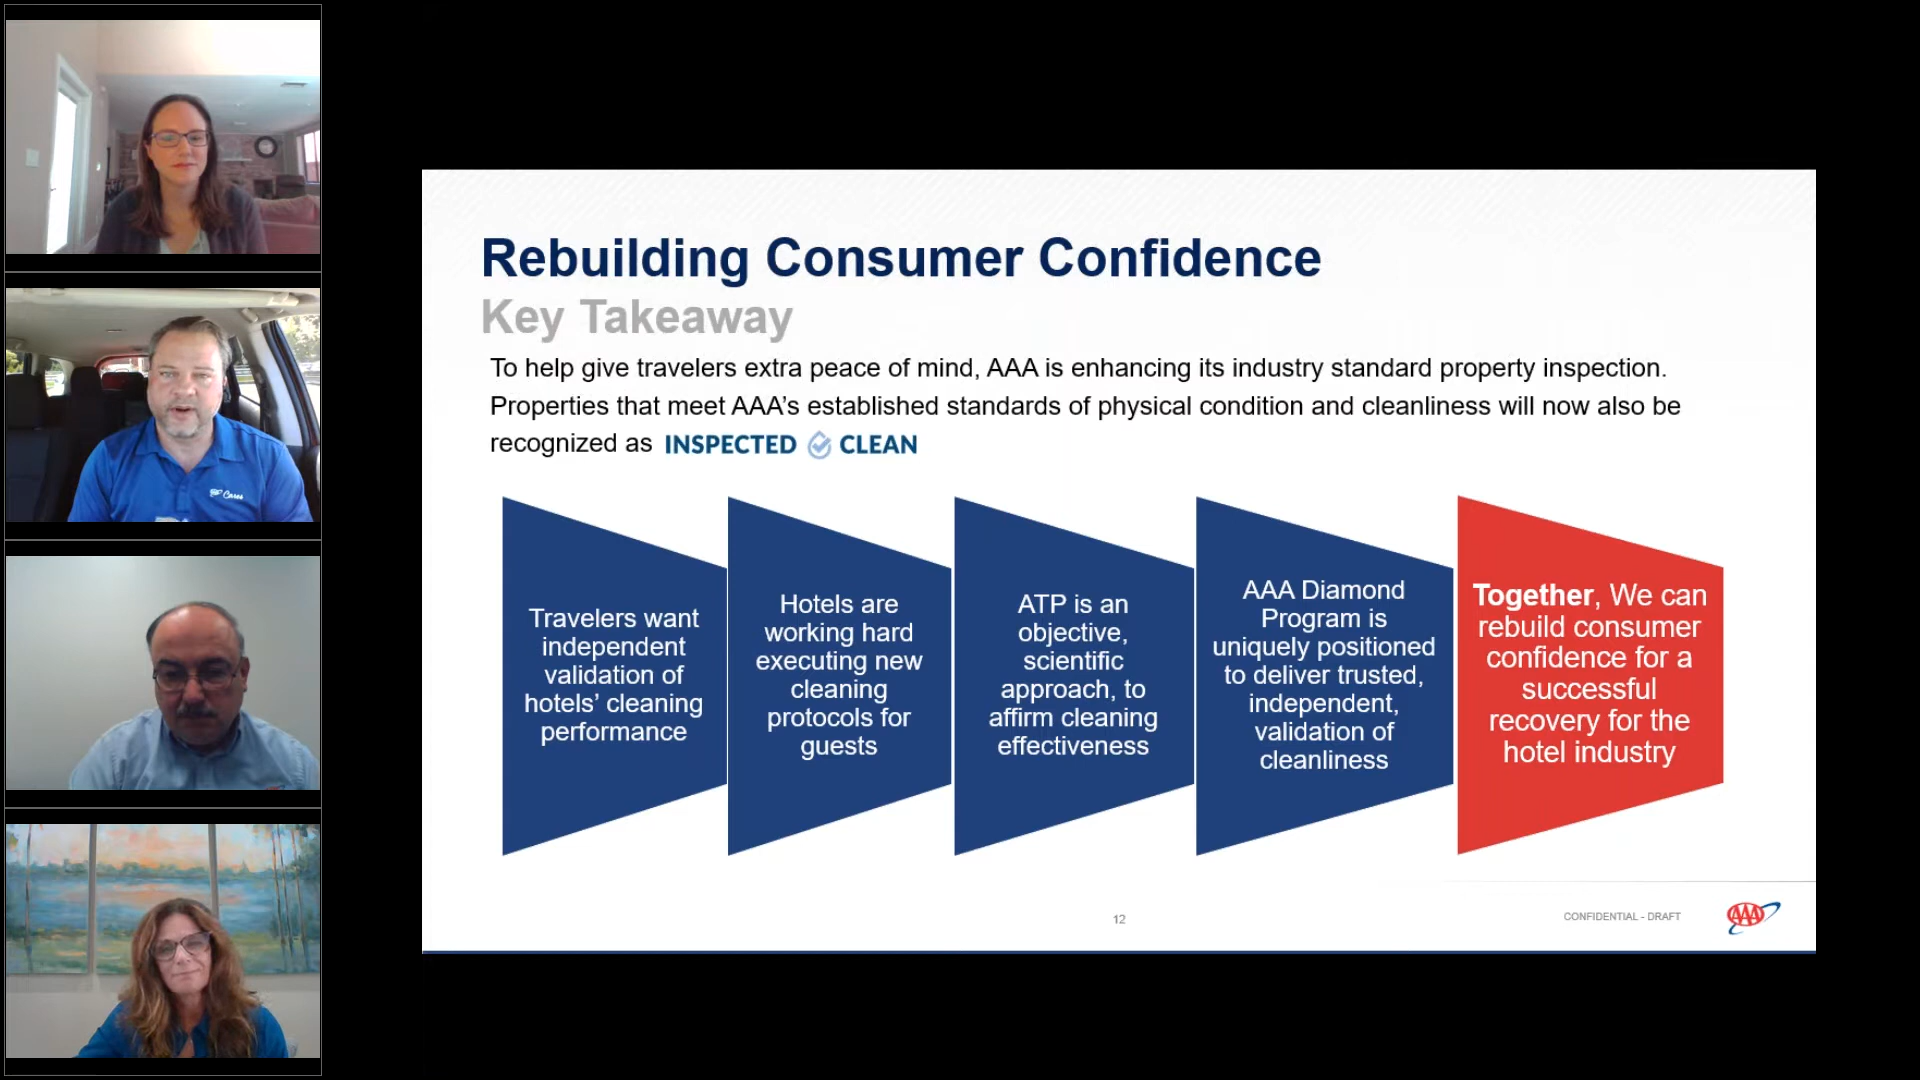 Rebuilding Consumer Confidence
Key Takeaway
To help give travelers extra peace of mind, AAA is enhancing its industry standard property inspection.
Properties that meet AAA’s established standards of physical condition and cleanliness will now also be
recognized as INSPECTED CLEAN
Travelers want
independent
validation of
hotels’ cleaning
performance
Hotels are
working hard
executing new
cleaning
protocols for
guests
ATP is an
objective,
scientific
approach, to
affirm cleaning
effectiveness
AAA Diamond
Program is
uniquely positioned
to deliver trusted,
independent,
validation of
cleanliness
Together, We can
rebuild consumer
confidence for a
successful
recovery for the
hotel industry
12
CONFIDENTIAL - DRAFT
AAA
Cares